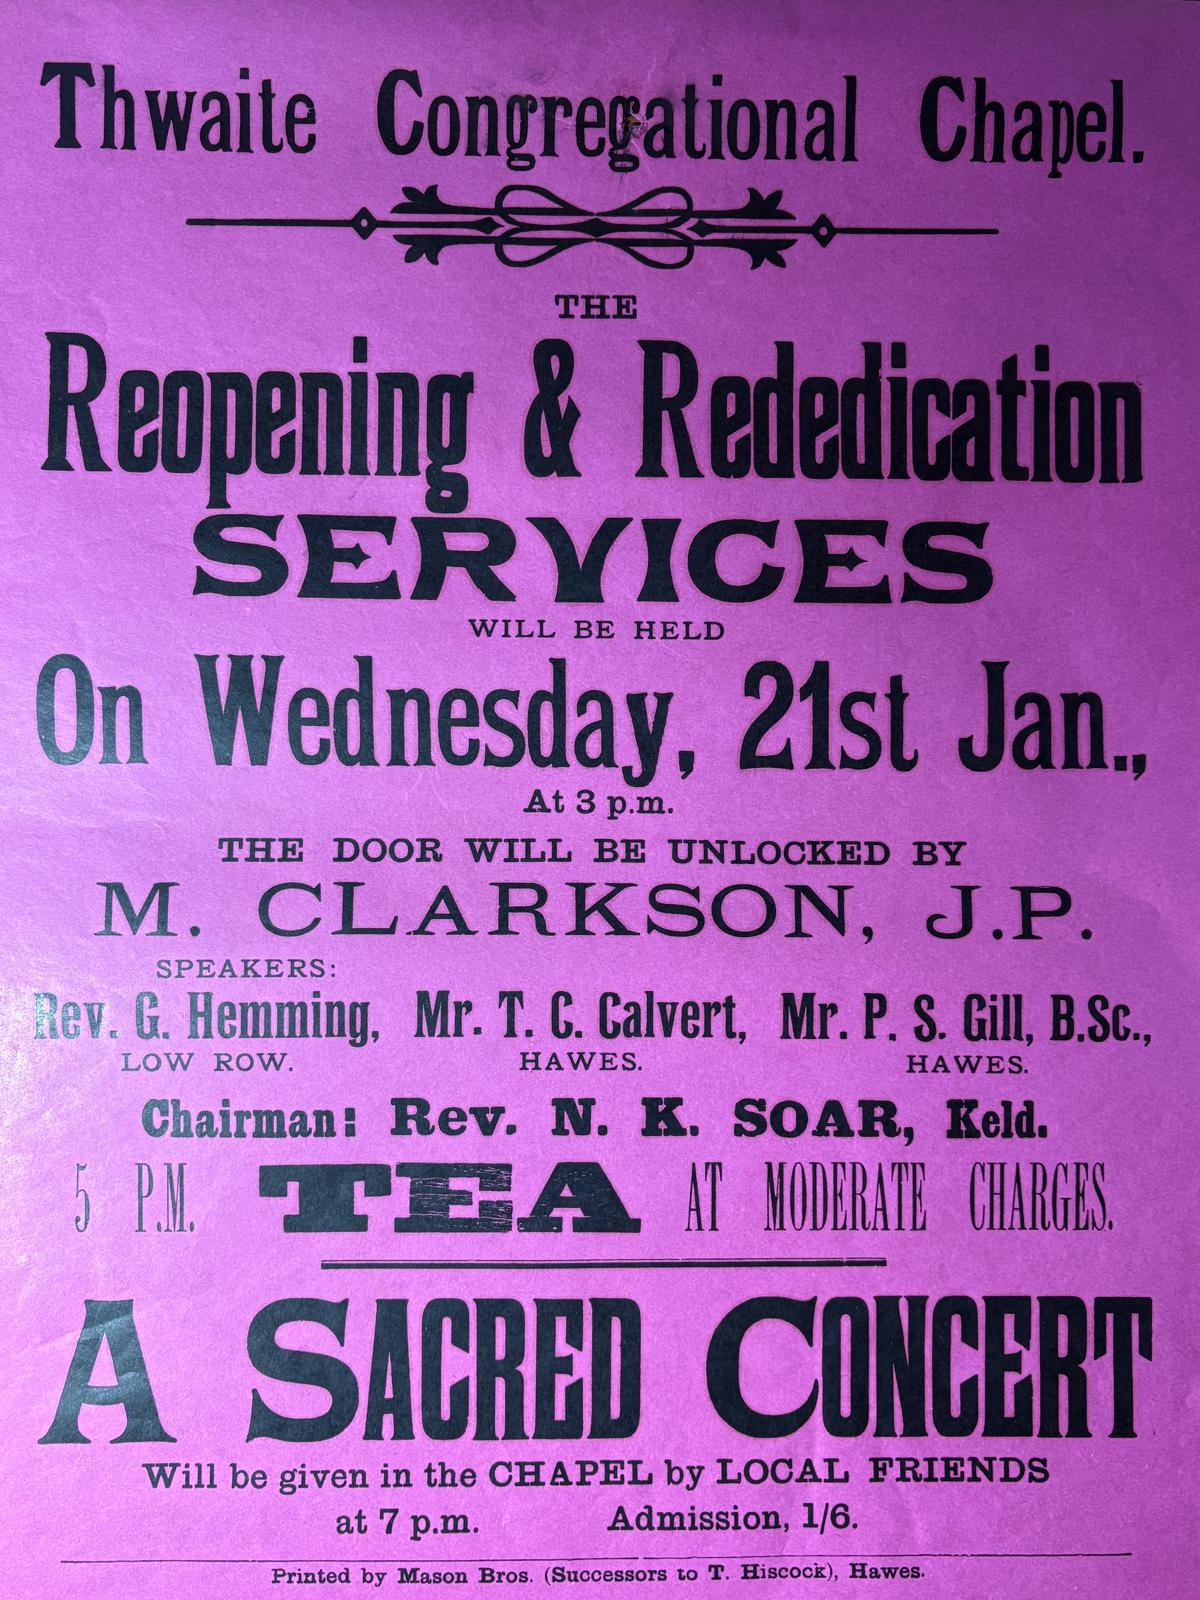 Thwaite Congregational Chapel.
THE
Reopening & Rededication
SERVICES
WILL BE HELD
On Wednesday, 21st Jan.,
At 3 p.m.
THE DOOR WILL BE UNLOCKED BY
M. CLARKSON, J.P.
SPEAKERS:
Rev. G. Hemming, Mr. T. C. Calvert, Mr. P. S. Gill, B.Sc.,
LOW ROW. HAWES. HAWES.
Chairman: Rev. N. K. SOAR, Keld.
5 P.M. TEA AT MODERATE CHARGES.
A SACRED CONCERT
Will be given in the CHAPEL by LOCAL FRIENDS
at 7 p.m. Admission, 1/6.
Printed by Mason Bros. (Successors to T. Hiscock), Hawes.